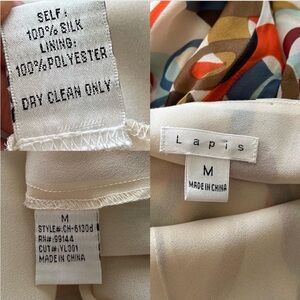 SELF:
100% SILK
LINING:
100% POLYESTER
DRY CLEAN ONLY
Lapis
M
MADE IN CHINA
M
STYLE#:CH-6130d
RN#:99144
CUT#:YL001
MADE IN CHINA